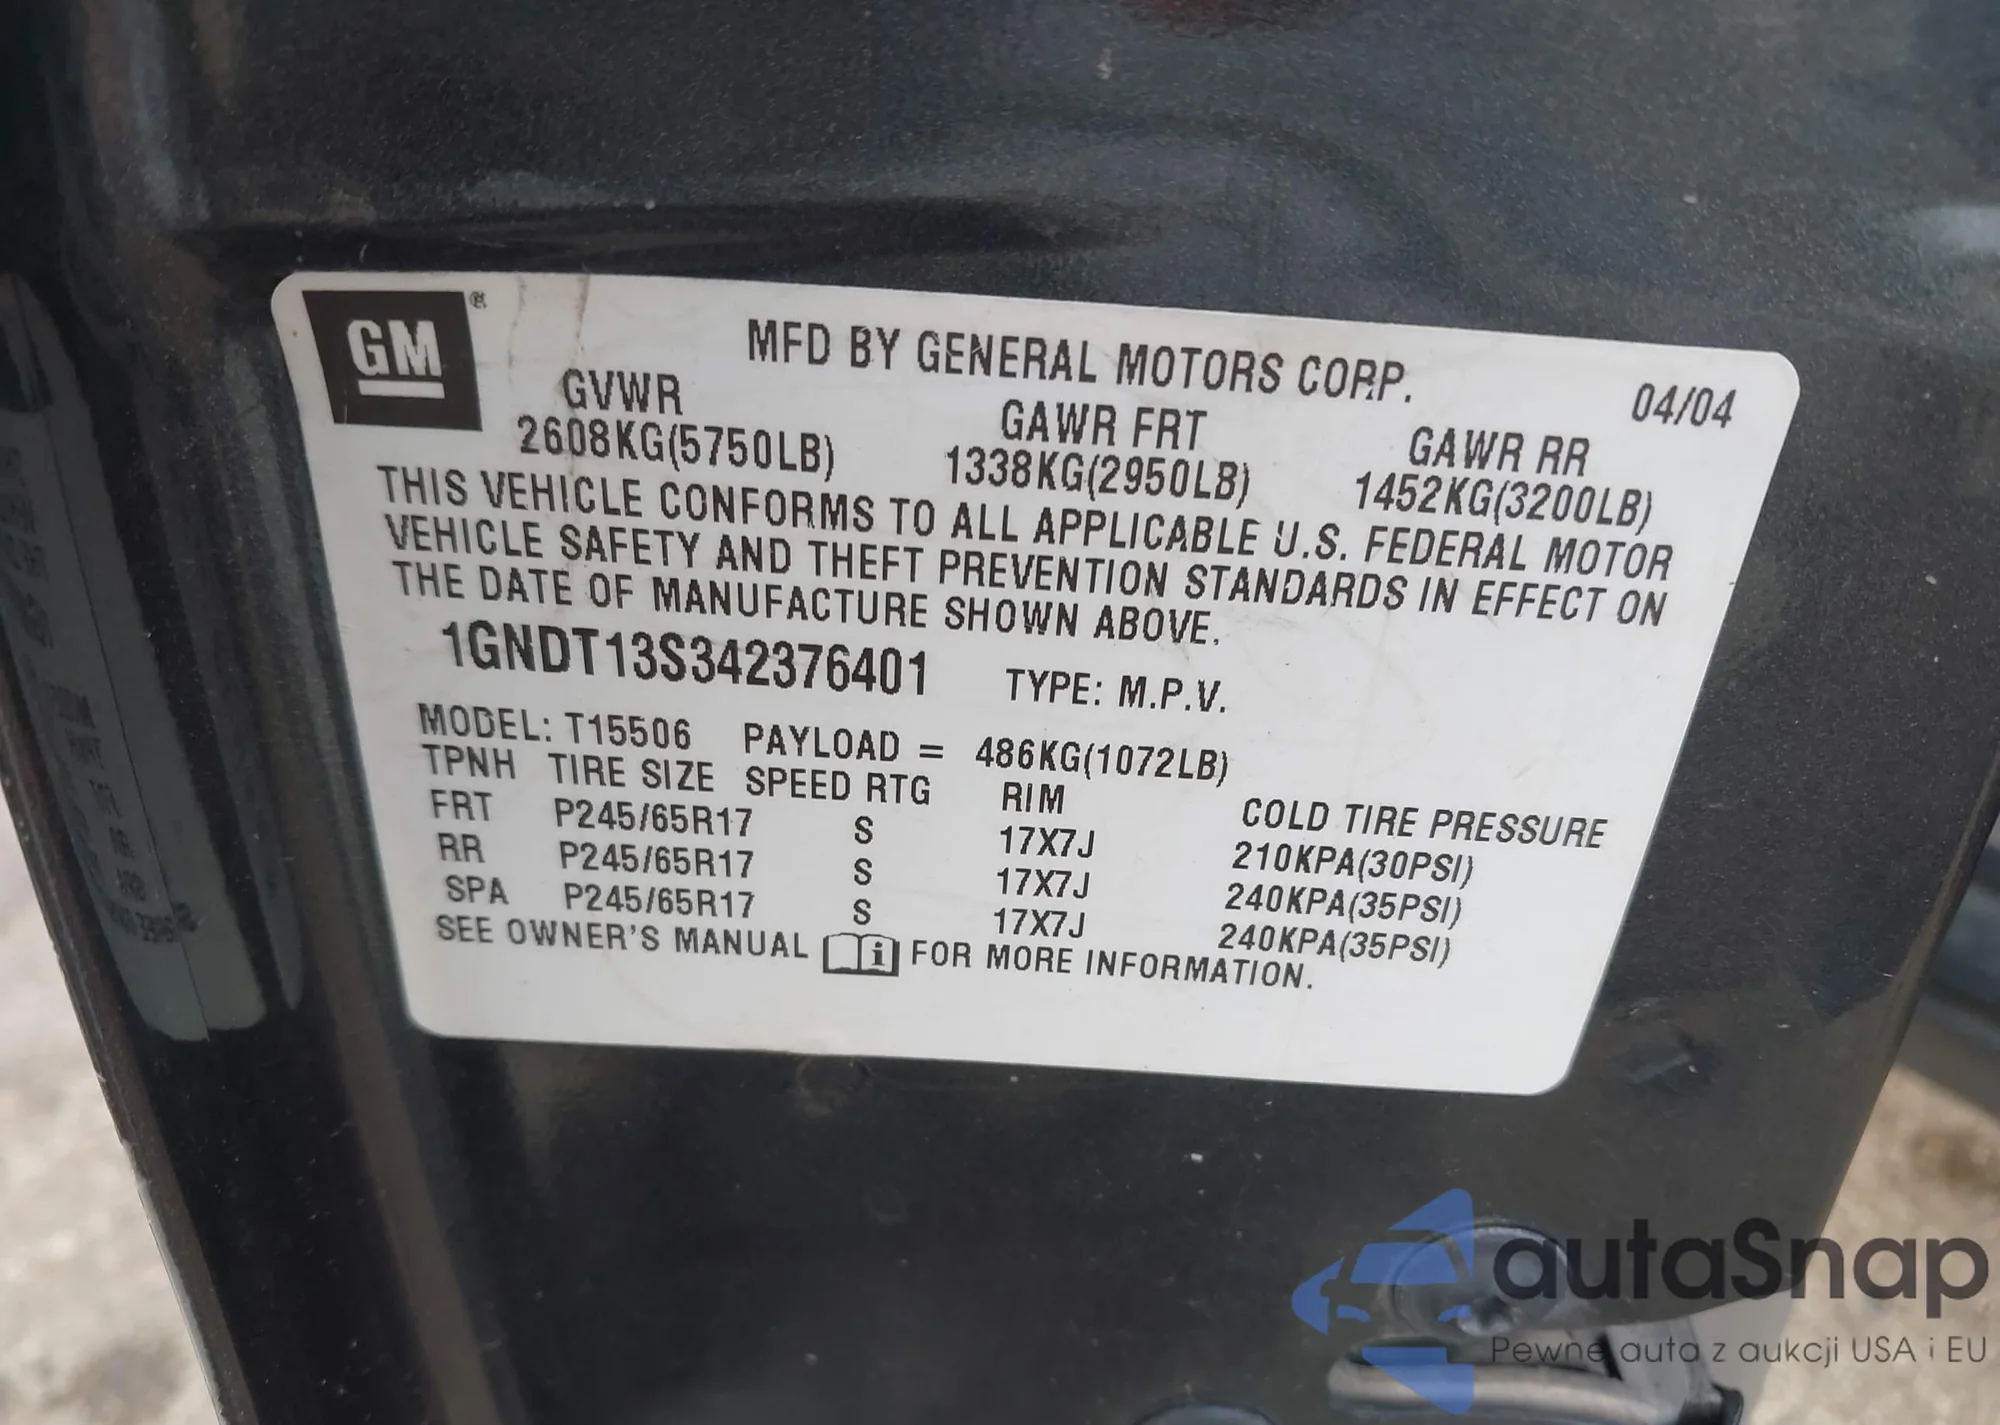 GM®
MFD BY GENERAL MOTORS CORP.
04/04
GVWR GAWR FRT GAWR RR
2608KG(5750LB) 1338KG(2950LB) 1452KG(3200LB)
THIS VEHICLE CONFORMS TO ALL APPLICABLE U.S. FEDERAL MOTOR
VEHICLE SAFETY AND THEFT PREVENTION STANDARDS IN EFFECT ON
THE DATE OF MANUFACTURE SHOWN ABOVE.
1GNDT13S342376401 TYPE: M.P.V.
MODEL: T15506 PAYLOAD = 486KG(1072LB)
TPNH TIRE SIZE SPEED RTG RIM COLD TIRE PRESSURE
FRT P245/65R17 S 17X7J 210KPA(30PSI)
RR P245/65R17 S 17X7J 240KPA(35PSI)
SPA P245/65R17 S 17X7J 240KPA(35PSI)
SEE OWNER'S MANUAL i FOR MORE INFORMATION.
autaSnap
Pewne auta z aukcji USA i EU